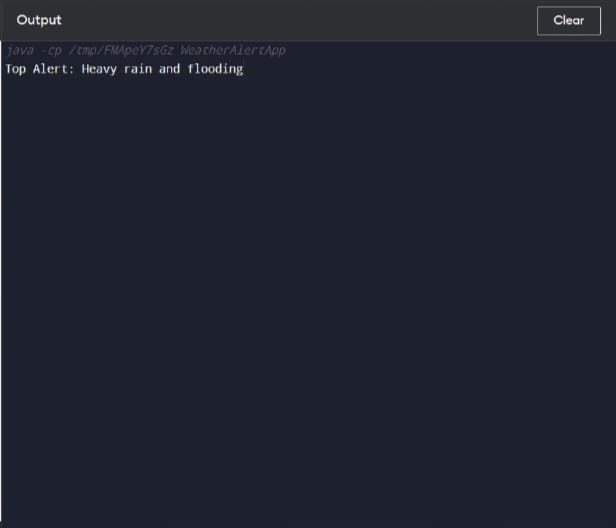 Output
Clear
java -cp /tmp/FMApeY7sGz WeatherAlertApp
Top Alert: Heavy rain and flooding